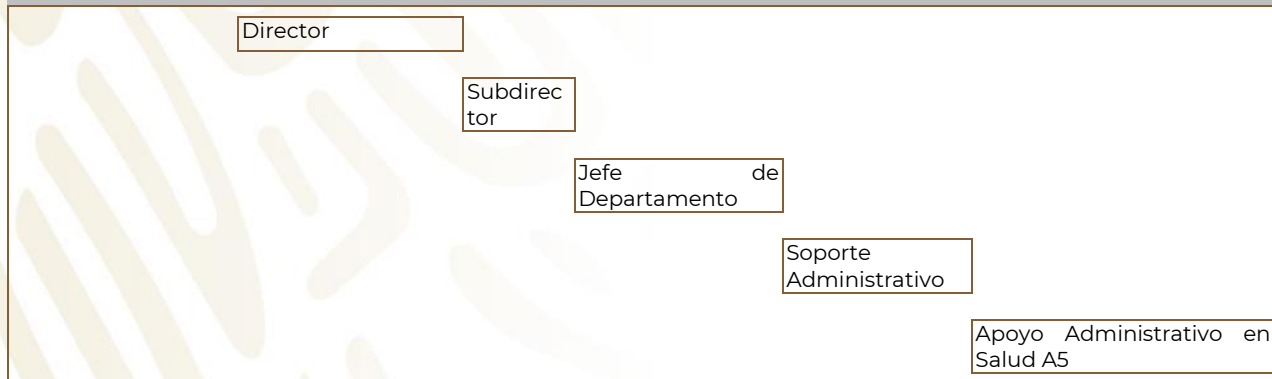 Director
Subdirec
tor
Jefe de
Departamento
Soporte
Administrativo
Apoyo Administrativo en
Salud A5